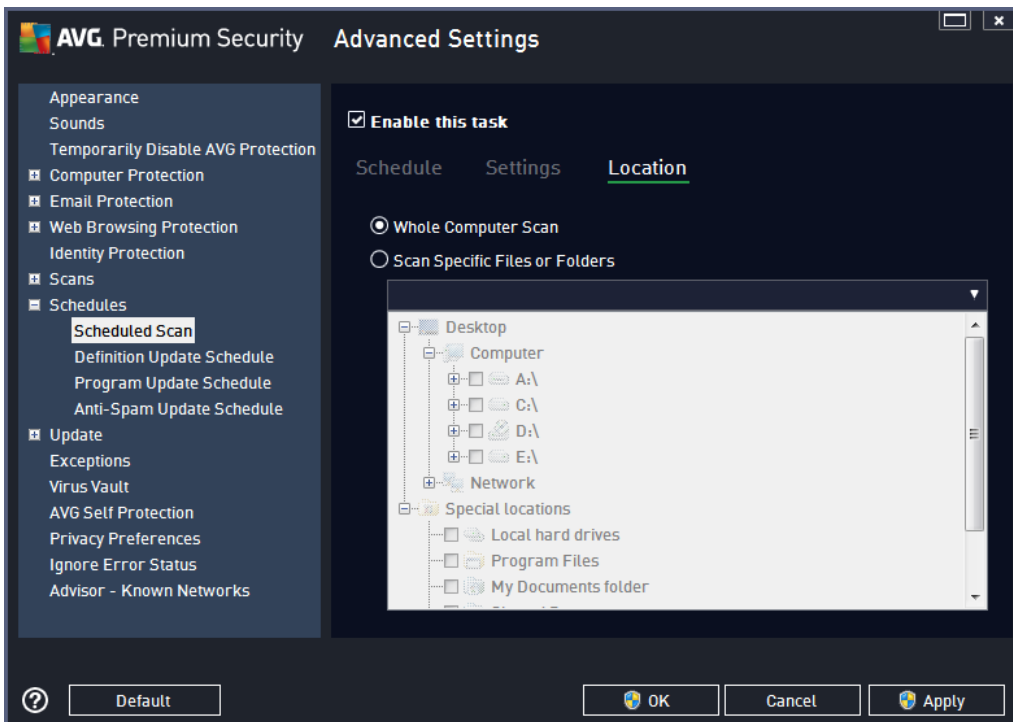 AVG. Premium Security
Advanced Settings
Appearance
Sounds
Temporarily Disable AVG Protection
Computer Protection
Email Protection
Web Browsing Protection
Identity Protection
Scans
Schedules
Scheduled Scan
Definition Update Schedule
Program Update Schedule
Anti-Spam Update Schedule
Update
Exceptions
Virus Vault
AVG Self Protection
Privacy Preferences
Ignore Error Status
Advisor - Known Networks
Enable this task
Schedule Settings Location
Whole Computer Scan
Scan Specific Files or Folders
Desktop
Computer
A:\
C:\
D:\
E:\
Network
Special locations
Local hard drives
Program Files
My Documents folder
? Default OK Cancel Apply